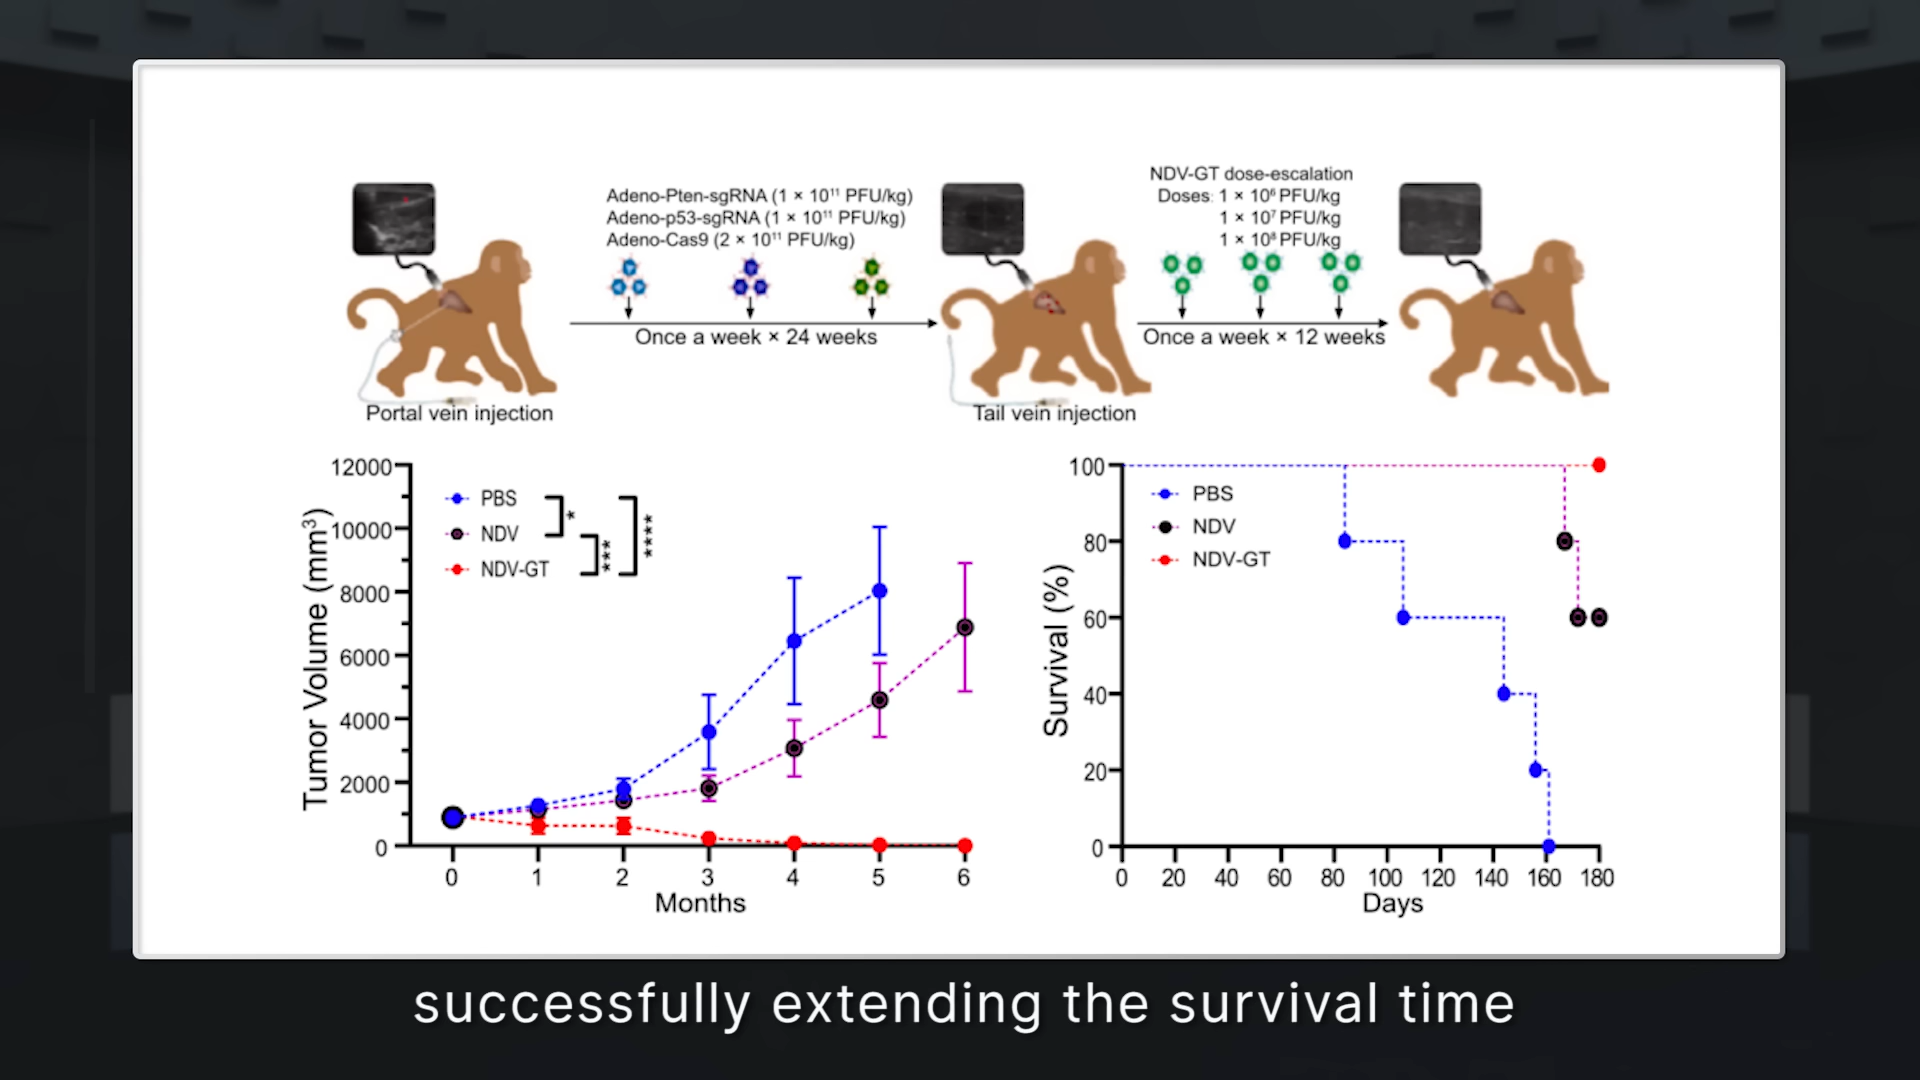 Adeno-Pten-sgRNA (1 × 10¹¹ PFU/kg)
Adeno-p53-sgRNA (1 × 10¹¹ PFU/kg)
Adeno-Cas9 (2 × 10¹¹ PFU/kg)
Once a week × 24 weeks
Portal vein injection
NDV-GT dose-escalation
Doses: 1 × 10⁶ PFU/kg
1 × 10⁷ PFU/kg
1 × 10⁸ PFU/kg
Once a week × 12 weeks
Tail vein injection
Tumor Volume (mm³)
12000
10000
8000
6000
4000
2000
0
PBS
NDV
NDV-GT
*
***
****
0 1 2 3 4 5 6
Months
Survival (%)
100
80
60
40
20
0
PBS
NDV
NDV-GT
0 20 40 60 80 100 120 140 160 180
Days
successfully extending the survival time